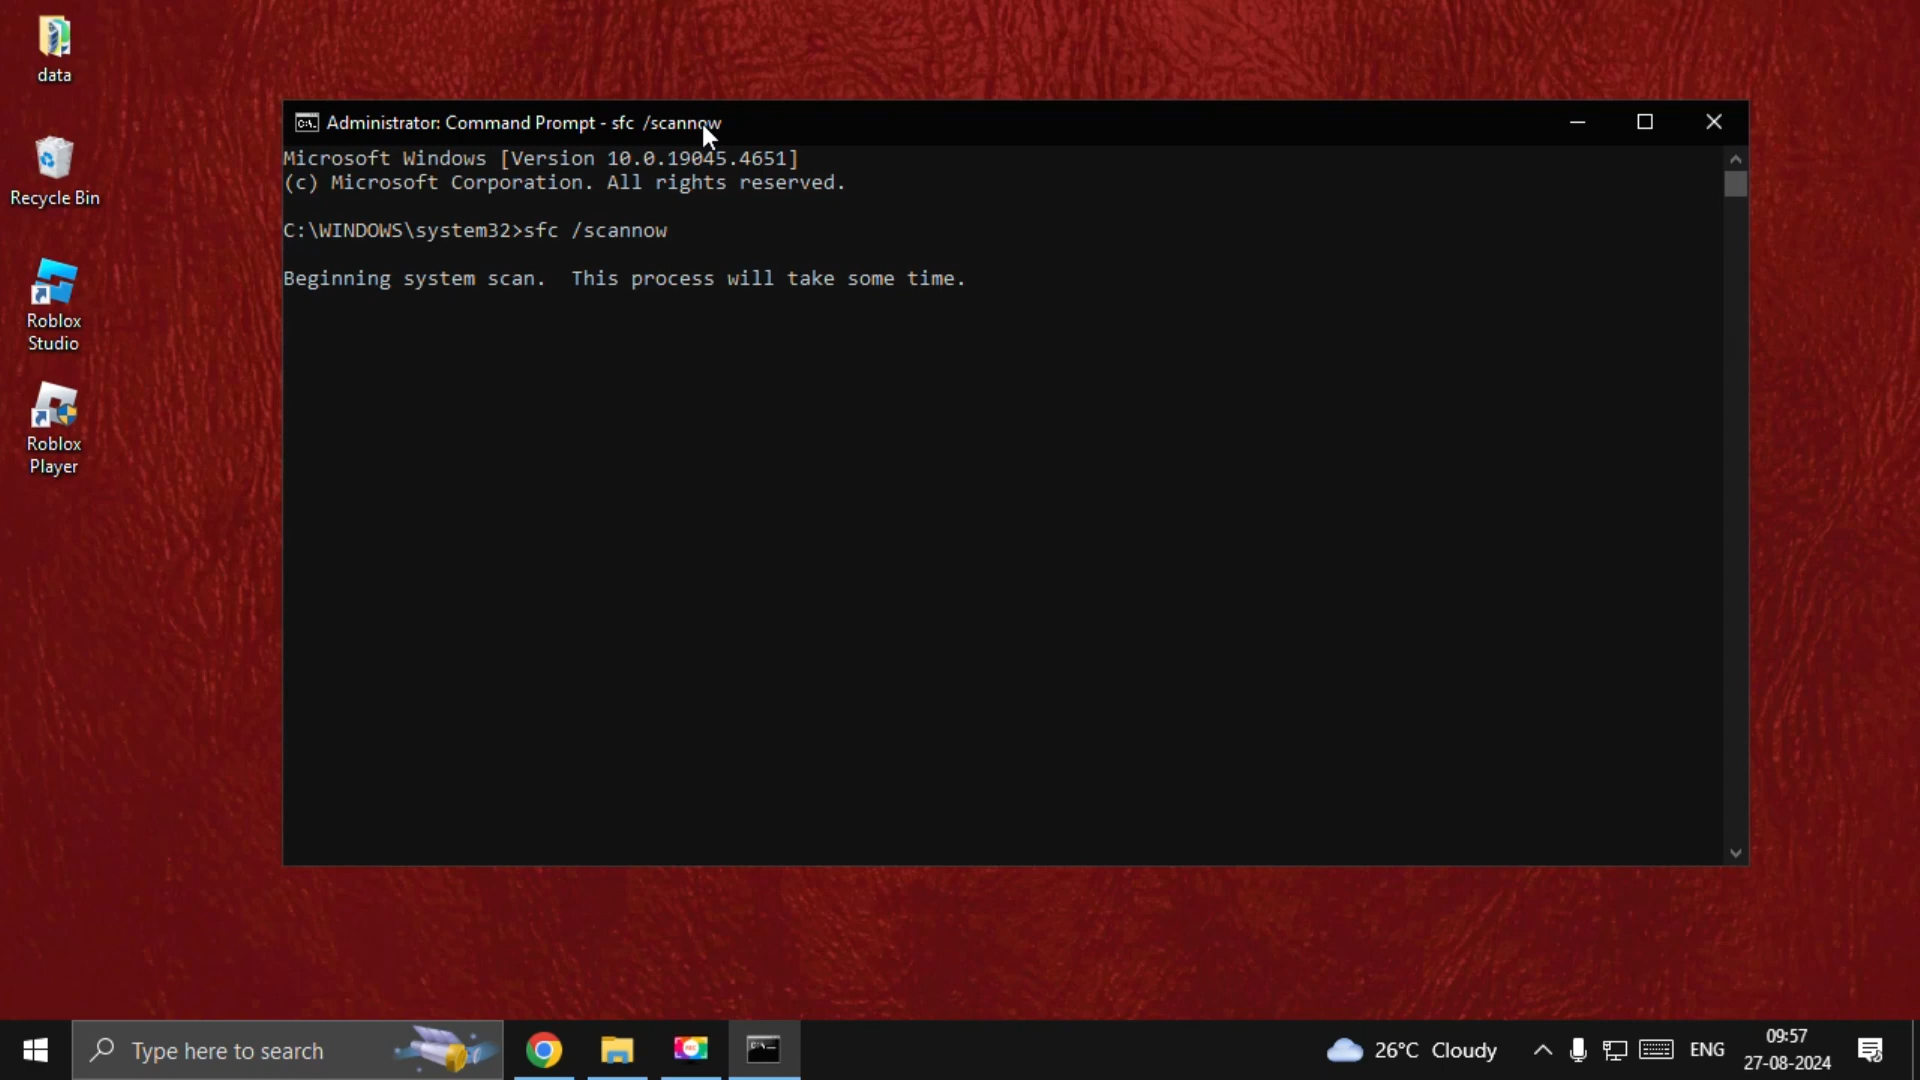 data
Recycle Bin
Roblox
Studio
Roblox
Player
Administrator: Command Prompt - sfc  /scannow
Microsoft Windows [Version 10.0.19045.4651]
(c) Microsoft Corporation. All rights reserved.
C:\WINDOWS\system32>sfc /scannow
Beginning system scan.  This process will take some time.
Type here to search
26°C Cloudy
ENG
09:57
27-08-2024